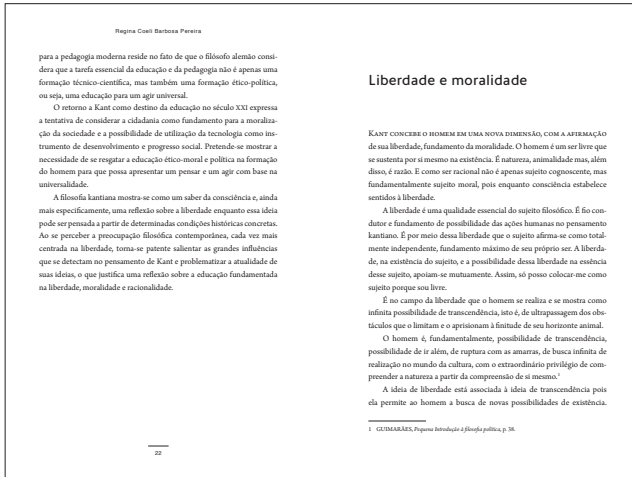 Regina Coeli Barbosa Pereira
para a pedagogia moderna reside no fato de que o filósofo alemão consi-
dera que a tarefa essencial da educação e da pedagogia não é apenas uma
formação técnico-científica, mas também uma formação ético-política,
ou seja, uma educação para um agir universal.
O retorno a Kant como destino da educação no século XXI expressa
a tentativa de considerar a cidadania como fundamento para a moraliza-
ção da sociedade e a possibilidade de utilização da tecnologia como ins-
trumento de desenvolvimento e progresso social. Pretende-se mostrar a
necessidade de se resgatar a educação ético-moral e política na formação
do homem para que possa apresentar um pensar e um agir com base na
universalidade.
A filosofia kantiana mostra-se como um saber da consciência e, ainda
mais especificamente, uma reflexão sobre a liberdade enquanto essa ideia
pode ser pensada a partir de determinadas condições históricas concretas.
Ao se perceber a preocupação filosófica contemporânea, cada vez mais
centrada na liberdade, torna-se patente salientar as grandes influências
que se detectam no pensamento de Kant e problematizar a atualidade de
suas ideias, o que justifica uma reflexão sobre a educação fundamentada
na liberdade, moralidade e racionalidade.
22
Liberdade e moralidade
KANT CONCEBE O HOMEM EM UMA NOVA DIMENSÃO, COM A AFIRMAÇÃO
de sua liberdade, fundamento da moralidade. O homem é um ser livre que
se sustenta por si mesmo na existência. É natureza, animalidade mas, além
disso, é razão. E como ser racional não é apenas sujeito cognoscente, mas
fundamentalmente sujeito moral, pois enquanto consciência estabelece
sentidos à liberdade.
A liberdade é uma qualidade essencial do sujeito filosófico. É fio con-
dutor e fundamento de possibilidade das ações humanas no pensamento
kantiano. É por meio dessa liberdade que o sujeito afirma-se como total-
mente independente, fundamento máximo de seu próprio ser. A liberda-
de, na existência do sujeito, e a possibilidade dessa liberdade na essência
desse sujeito, apoiam-se mutuamente. Assim, só posso colocar-me como
sujeito porque sou livre.
É no campo da liberdade que o homem se realiza e se mostra como
infinita possibilidade de transcendência, isto é, de ultrapassagem dos obs-
táculos que o limitam e o aprisionam à finitude de seu horizonte animal.
O homem é, fundamentalmente, possibilidade de transcendência,
possibilidade de ir além, de ruptura com as amarras, de busca infinita de
realização no mundo da cultura, com o extraordinário privilégio de com-
preender a natureza a partir da compreensão de si mesmo.¹
A ideia de liberdade está associada à ideia de transcendência pois
ela permite ao homem a busca de novas possibilidades de existência.
1 GUIMARÃES, Pequena Introdução à filosofia política, p. 38.